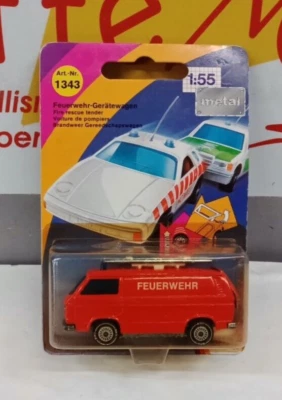 Art.-Nr.
1343
1:55
metal
Feuerwehr-Gerätewagen
Fire rescue tender
Voiture de pompiers
Brandweer Gereedschapswagen
FEUERWEHR